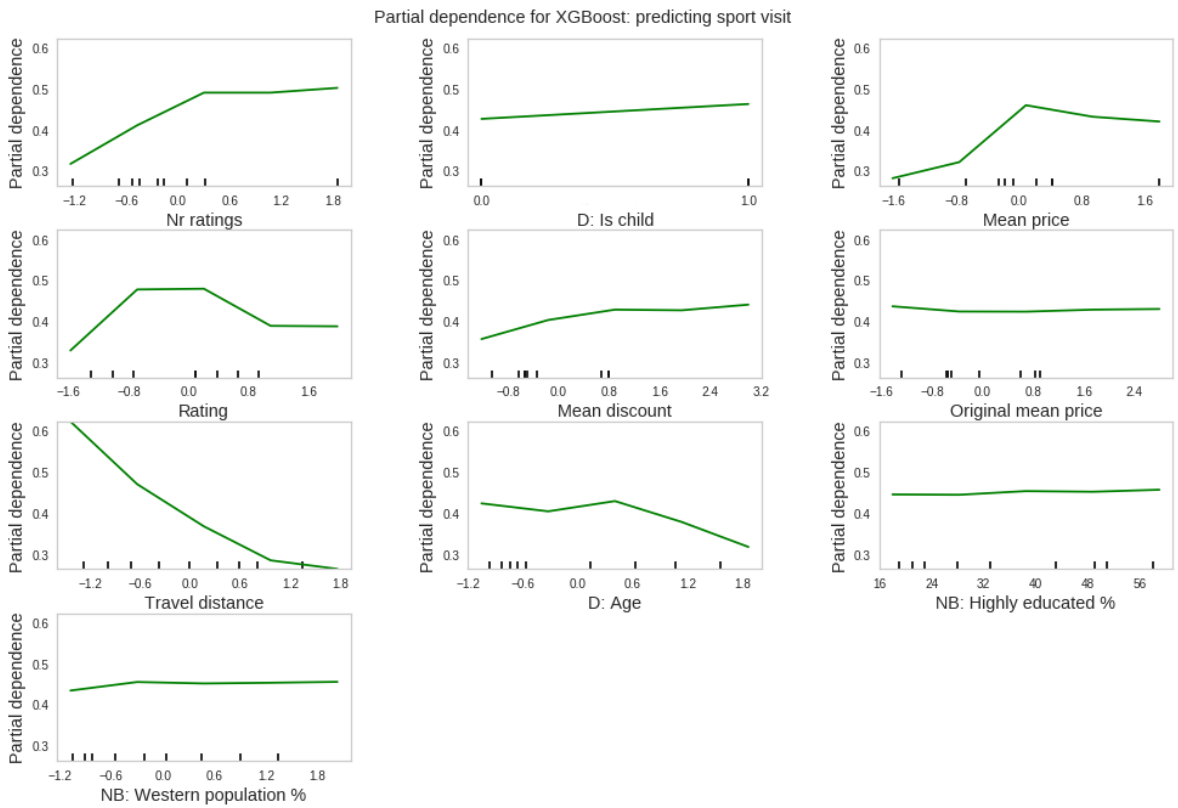 Partial dependence for XGBoost: predicting sport visit
Partial dependence
0.6
0.5
0.4
0.3
−1.2 −0.6 0.0 0.6 1.2 1.8
Nr ratings
Partial dependence
0.6
0.5
0.4
0.3
0.0 1.0
D: Is child
Partial dependence
0.6
0.5
0.4
0.3
−1.6 −0.8 0.0 0.8 1.6
Mean price
Partial dependence
0.6
0.5
0.4
0.3
−1.6 −0.8 0.0 0.8 1.6
Rating
Partial dependence
0.6
0.5
0.4
0.3
−0.8 0.0 0.8 1.6 2.4 3.2
Mean discount
Partial dependence
0.6
0.5
0.4
0.3
−1.6 −0.8 0.0 0.8 1.6 2.4
Original mean price
Partial dependence
0.6
0.5
0.4
0.3
−1.2 −0.6 0.0 0.6 1.2 1.8
Travel distance
Partial dependence
0.6
0.5
0.4
0.3
−1.2 −0.6 0.0 0.6 1.2 1.8
D: Age
Partial dependence
0.6
0.5
0.4
0.3
16 24 32 40 48 56
NB: Highly educated %
Partial dependence
0.6
0.5
0.4
0.3
−1.2 −0.6 0.0 0.6 1.2 1.8
NB: Western population %